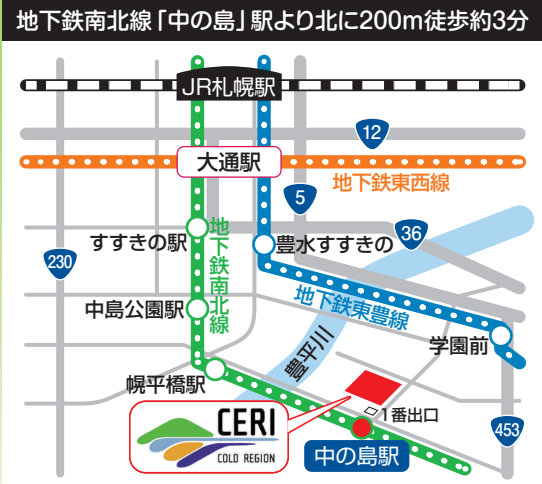 地下鉄南北線「中の島」駅より北に200m徒歩約3分
JR札幌駅
12
大通駅
地下鉄東西線
5
すすきの駅
地下鉄南北線
豊水すすきの
36
230
中島公園駅
地下鉄東豊線
豊平川
学園前
幌平橋駅
1番出口
CERI
COLD REGION
中の島駅
453